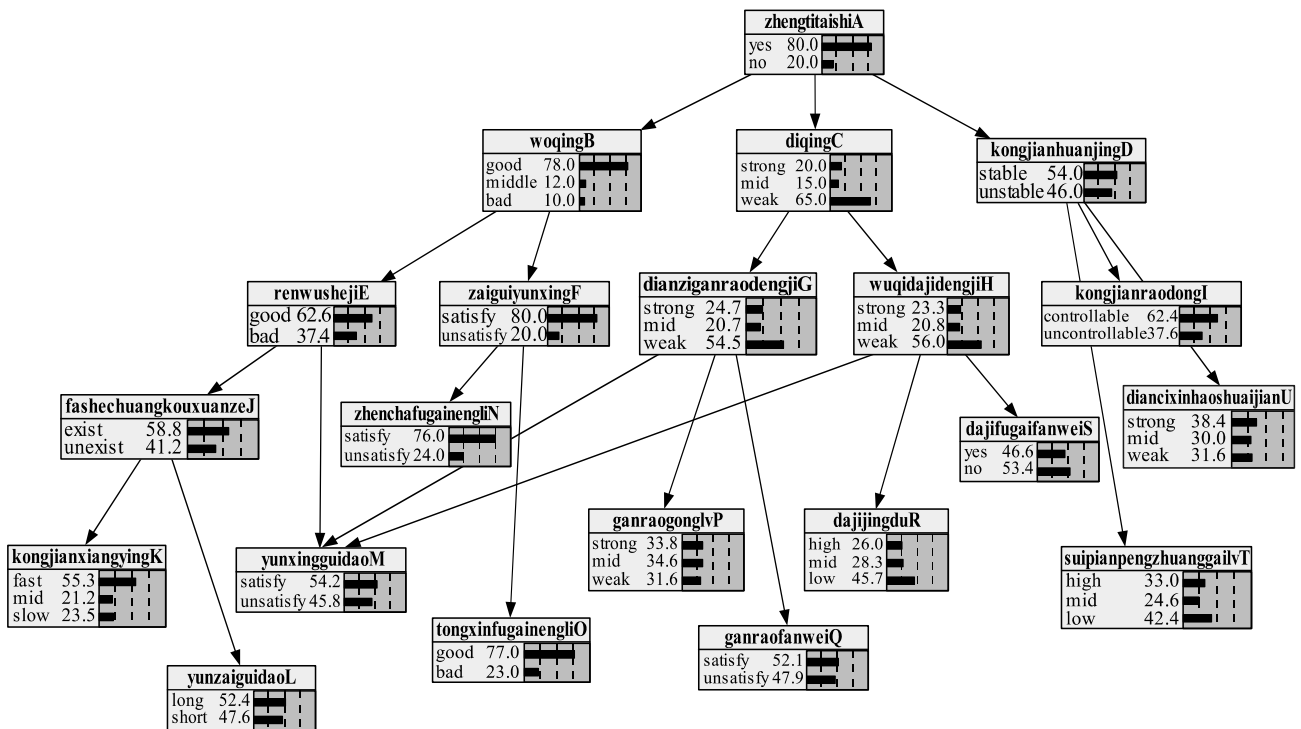 zhengtitaishiA
yes 80.0
no 20.0
woqingB
good 78.0
middle 12.0
bad 10.0
diqingC
strong 20.0
mid 15.0
weak 65.0
kongjianhuanjingD
stable 54.0
unstable 46.0
renwushejiE
good 62.6
bad 37.4
zaiguiyunxingF
satisfy 80.0
unsatisfy 20.0
dianziganraodengjiG
strong 24.7
mid 20.7
weak 54.5
wuqidajidengjiH
strong 23.3
mid 20.8
weak 56.0
kongjianraodongI
controllable 62.4
uncontrollable 37.6
fashechuangkouxuanzeJ
exist 58.8
unexist 41.2
zhenchafugainengliN
satisfy 76.0
unsatisfy 24.0
dajifugaifanweiS
yes 46.6
no 53.4
diancixinhaoshuaijianU
strong 38.4
mid 30.0
weak 31.6
kongjianxiangyingK
fast 55.3
mid 21.2
slow 23.5
yunxingguidaoM
satisfy 54.2
unsatisfy 45.8
ganraogonglvP
strong 33.8
mid 34.6
weak 31.6
dajijingduR
high 26.0
mid 28.3
low 45.7
suipianpengzhuanggailvT
high 33.0
mid 24.6
low 42.4
yunzaiguidaoL
long 52.4
short 47.6
tongxinfugainengliO
good 77.0
bad 23.0
ganraofanweiQ
satisfy 52.1
unsatisfy 47.9